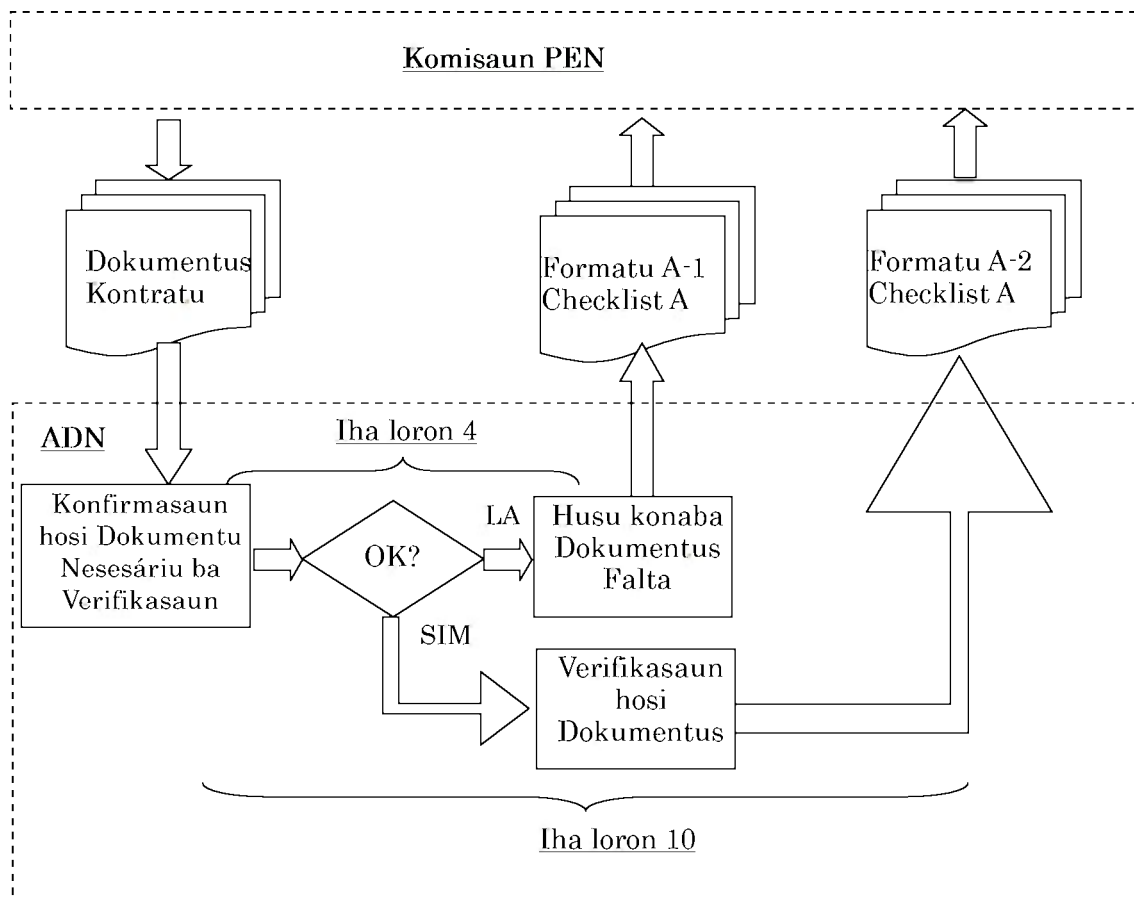 Komisaun PEN
Dokumentus
Kontratu
Formatu A-1
Checklist A
Formatu A-2
Checklist A
ADN
Iha loron 4
Konfirmasaun
hosi Dokumentu
Nesesáriu ba
Verifikasaun
OK?
LA
Husu konaba
Dokumentus
Falta
SIM
Verifikasaun
hosi
Dokumentus
Iha loron 10